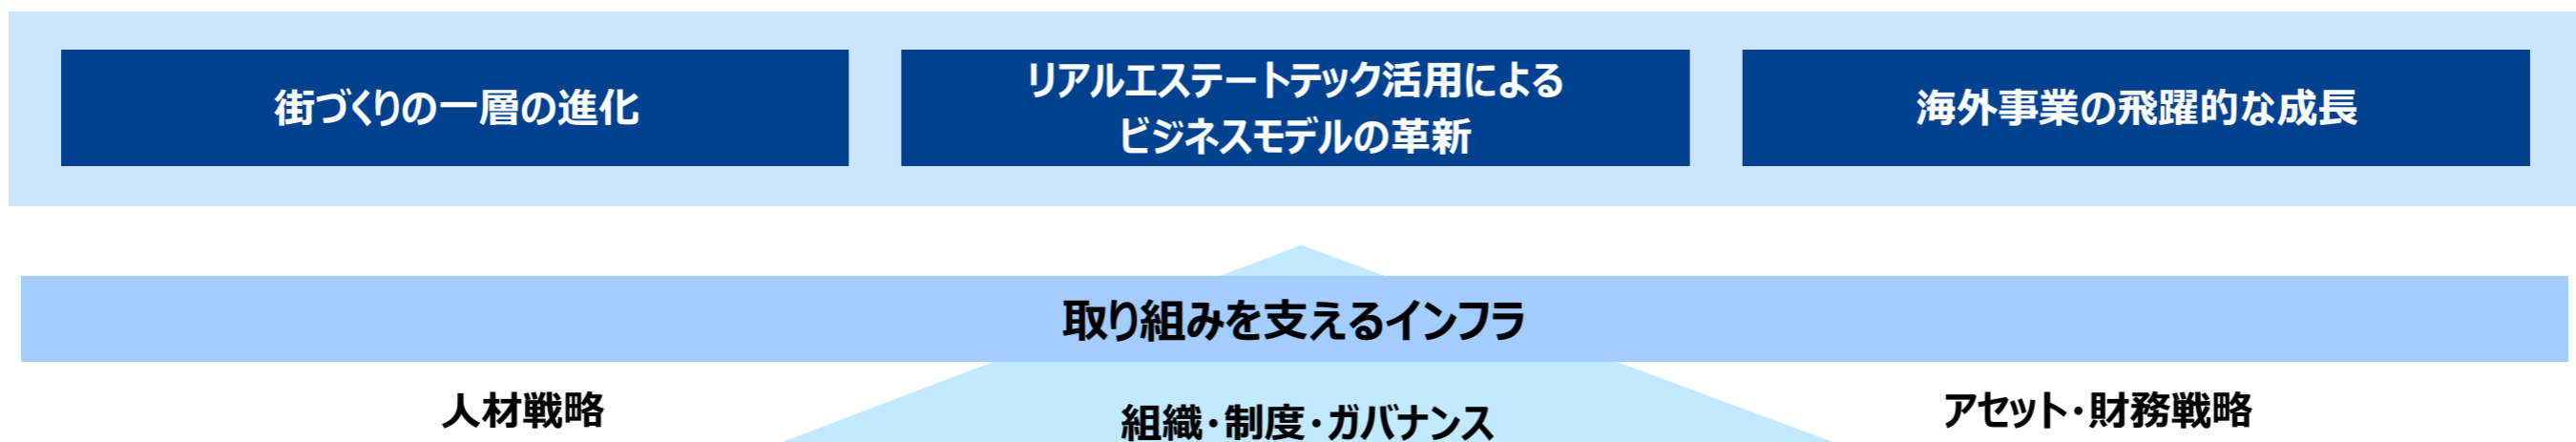 街づくりの一層の進化
リアルエステートテック活用による
ビジネスモデルの革新
海外事業の飛躍的な成長
取り組みを支えるインフラ
人材戦略
組織・制度・ガバナンス
アセット・財務戦略